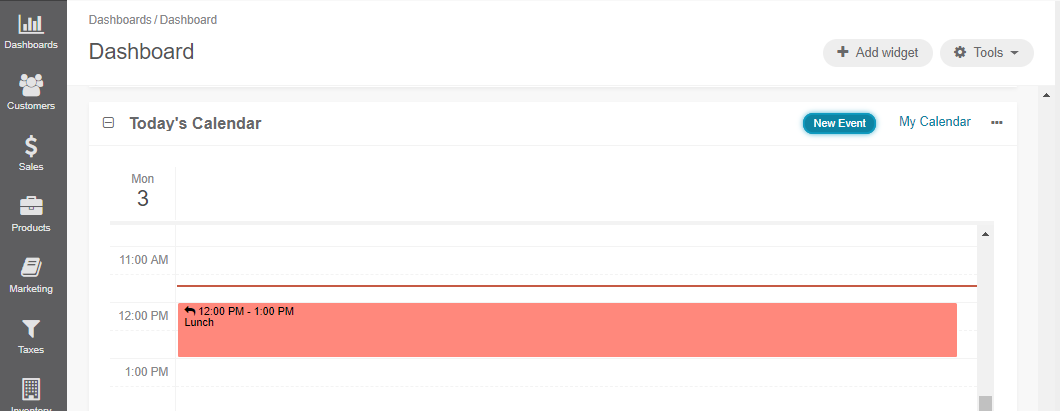 Dashboards
Customers
Sales
Products
Marketing
Taxes
Inventory
Dashboards / Dashboard
Dashboard
Add widget
Tools
Today's Calendar
New Event
My Calendar
Mon
3
11:00 AM
12:00 PM
12:00 PM - 1:00 PM
Lunch
1:00 PM